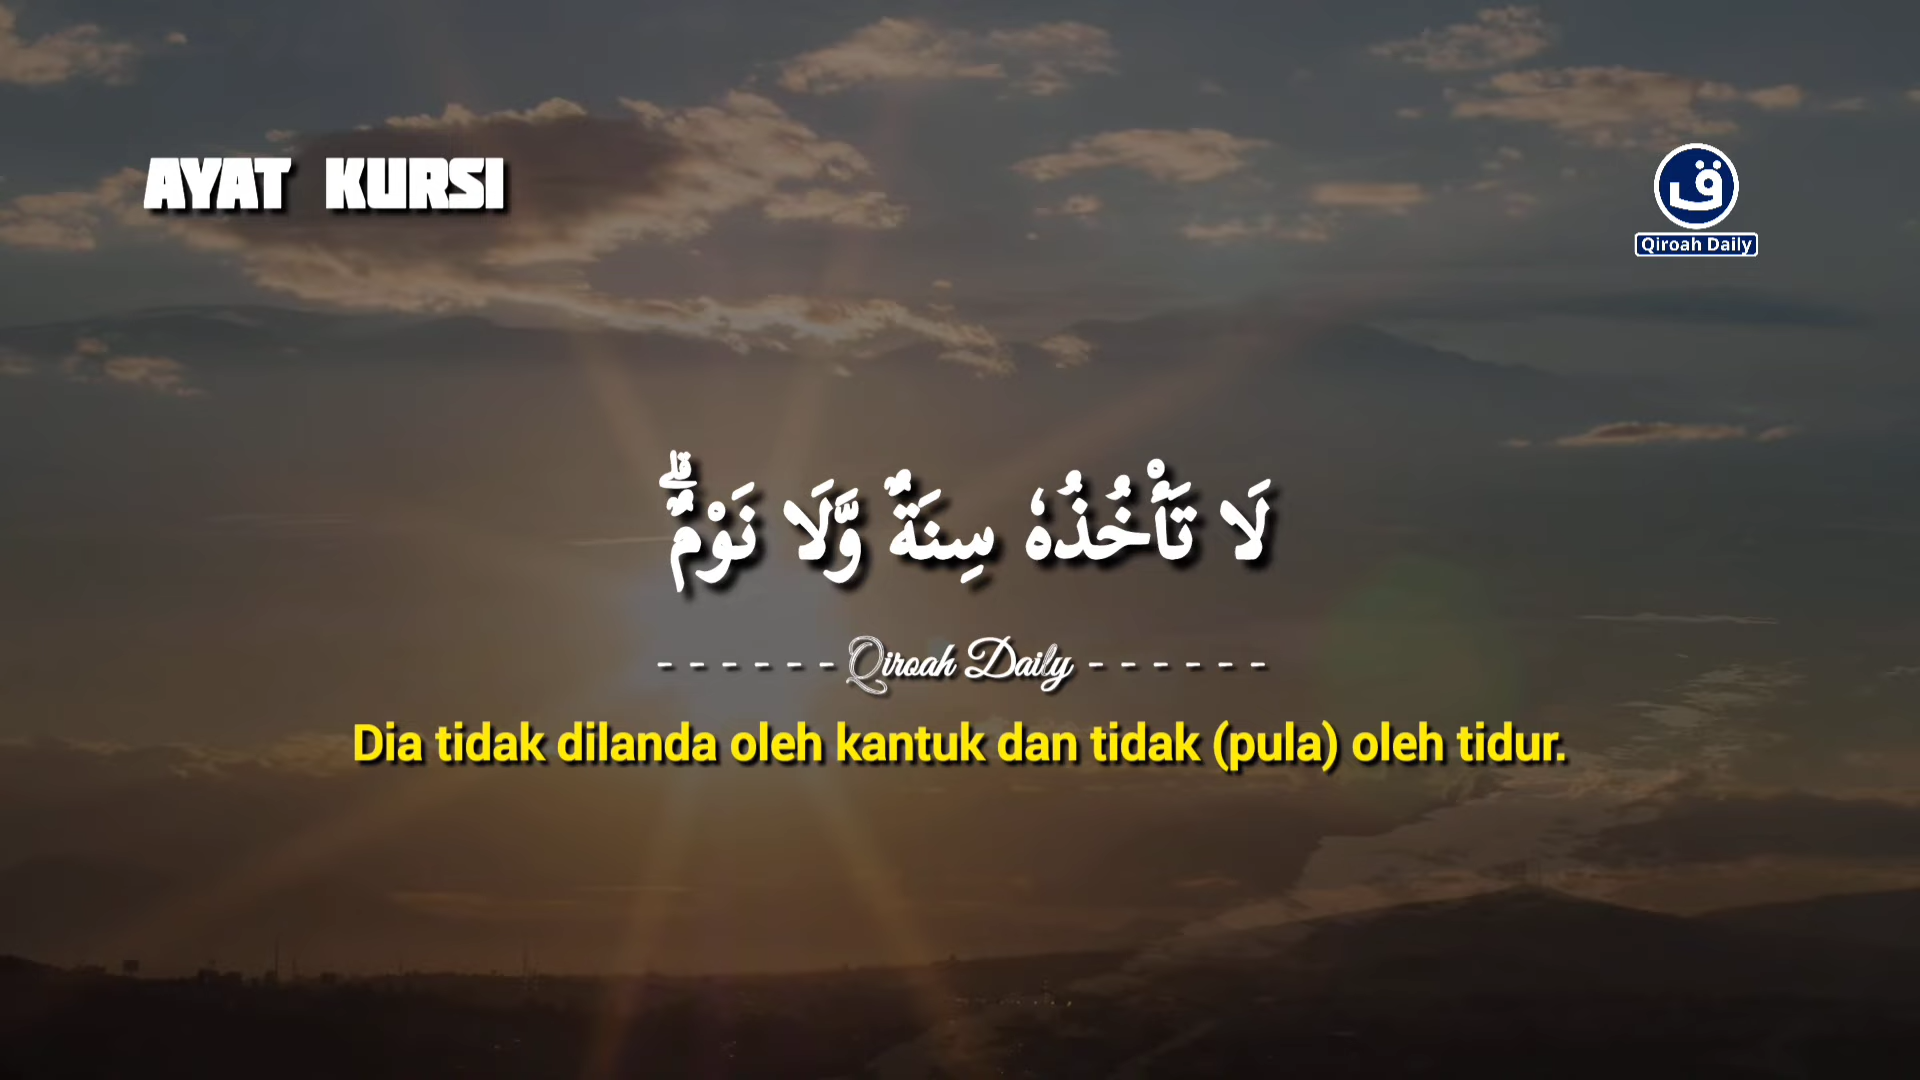 AYAT KURSI
ق
Qiroah Daily
لَا تَأْخُذُهٗ سِنَةٌ وَّلَا نَوْمٌۗ
- - - - - - Qiroah Daily - - - - - -
Dia tidak dilanda oleh kantuk dan tidak (pula) oleh tidur.